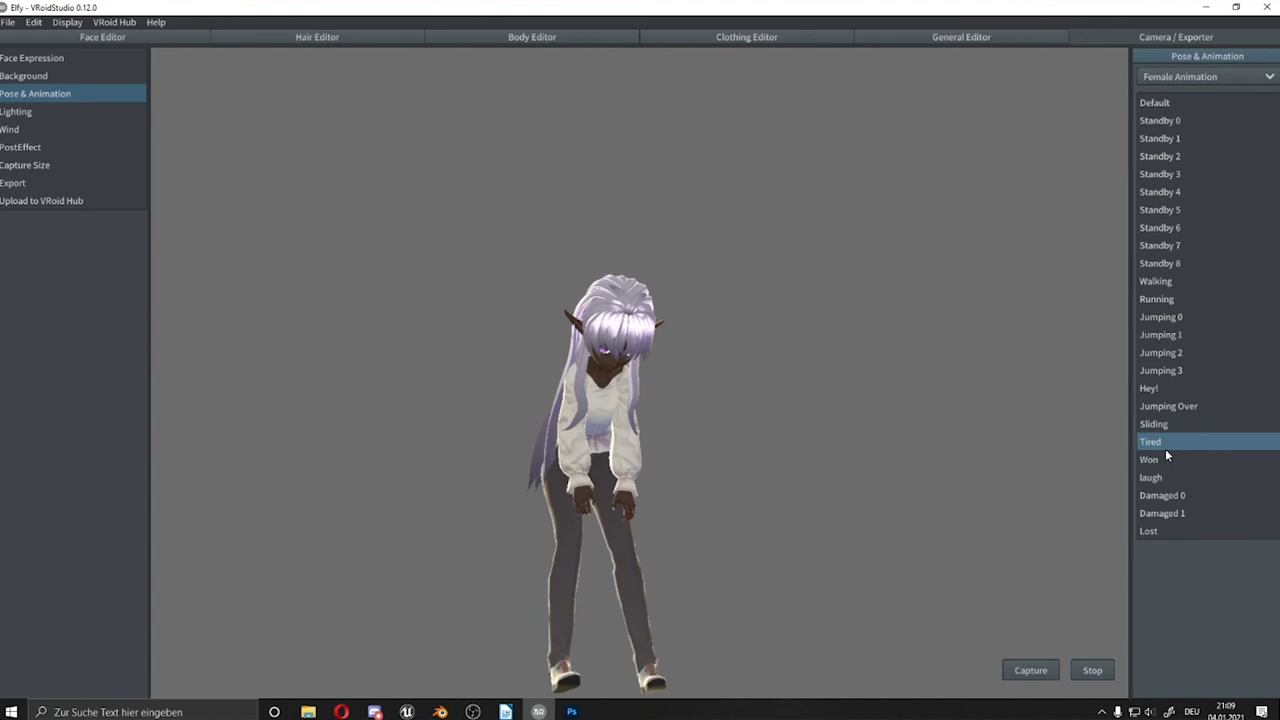 Elfy - VRoidStudio 0.12.0
File Edit Display VRoid Hub Help
Face Editor Hair Editor Body Editor Clothing Editor General Editor Camera / Exporter
Face Expression
Background
Pose & Animation
Lighting
Wind
PostEffect
Capture Size
Export
Upload to VRoid Hub
Pose & Animation
Female Animation
Default
Standby 0
Standby 1
Standby 2
Standby 3
Standby 4
Standby 5
Standby 6
Standby 7
Standby 8
Walking
Running
Jumping 0
Jumping 1
Jumping 2
Jumping 3
Hey!
Jumping Over
Sliding
Tired
Won
laugh
Damaged 0
Damaged 1
Lost
Capture Stop
Zur Suche Text hier eingeben
Ps
DEU
21:09
04.01.2021